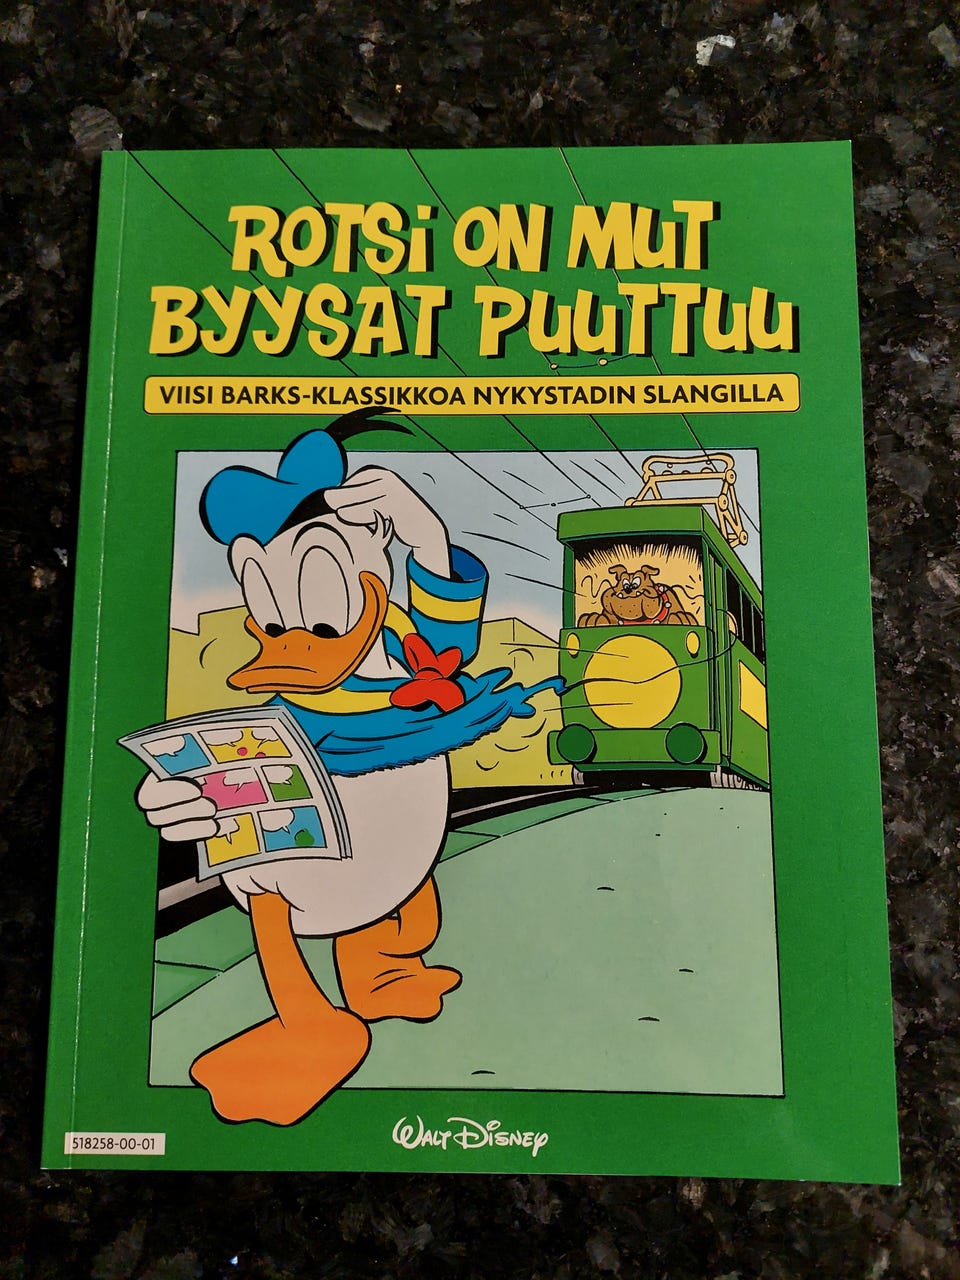 ROTSi ON MUT
BYYSAT PUUTTUU
VIISI BARKS-KLASSIKKOA NYKYSTADIN SLANGILLA
518258-00-01
WALT DISNEY